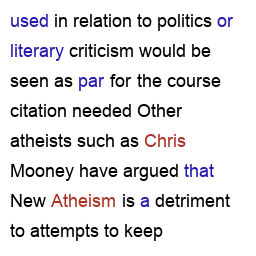 used in relation to politics or
literary criticism would be
seen as par for the course
citation needed Other
atheists such as Chris
Mooney have argued that
New Atheism is a detriment
to attempts to keep